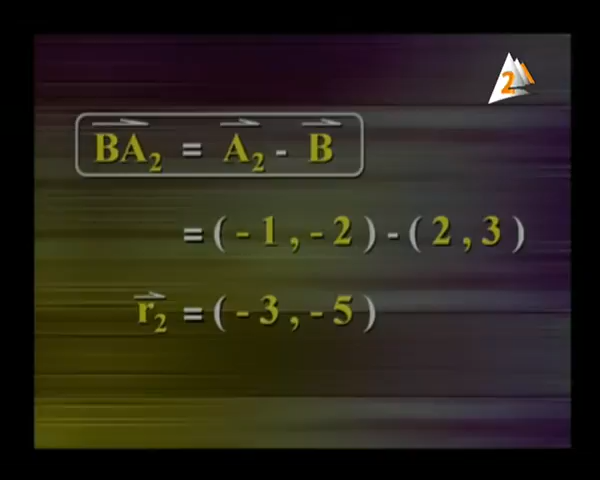 2
BA₂ = A₂ - B
= ( - 1 , - 2 ) - ( 2 , 3 )
r₂ = ( - 3 , - 5 )